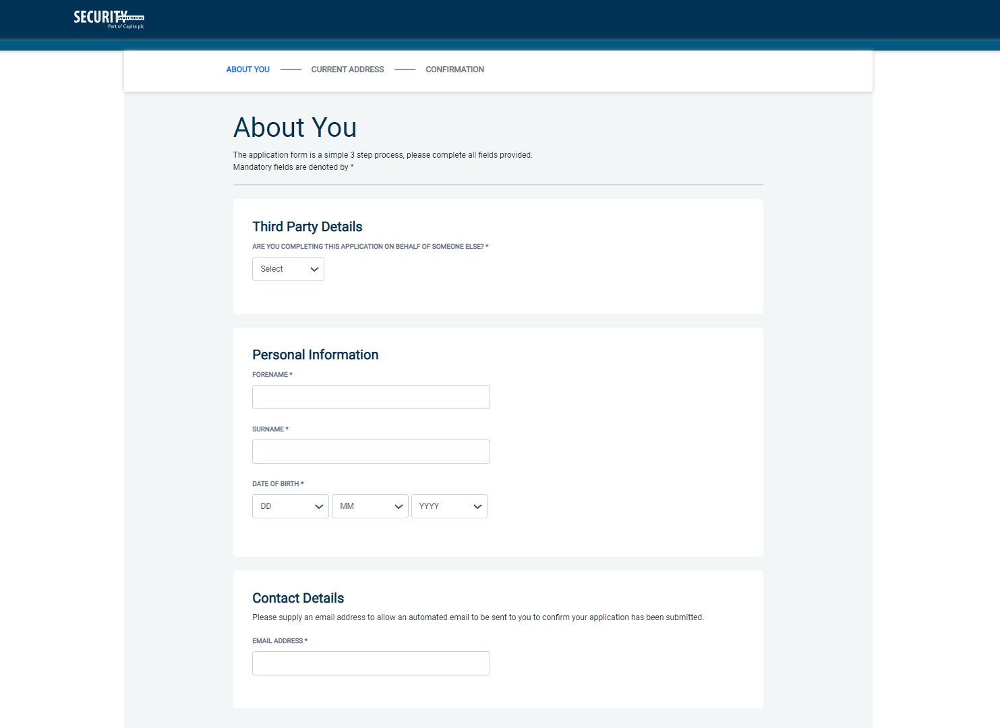 SECURITY
WATCHDOG
Part of Capita plc
ABOUT YOU CURRENT ADDRESS CONFIRMATION
About You
The application form is a simple 3 step process, please complete all fields provided.
Mandatory fields are denoted by *
Third Party Details
ARE YOU COMPLETING THIS APPLICATION ON BEHALF OF SOMEONE ELSE? *
Select
Personal Information
FORENAME *
SURNAME *
DATE OF BIRTH *
DD MM YYYY
Contact Details
Please supply an email address to allow an automated email to be sent to you to confirm your application has been submitted.
EMAIL ADDRESS *